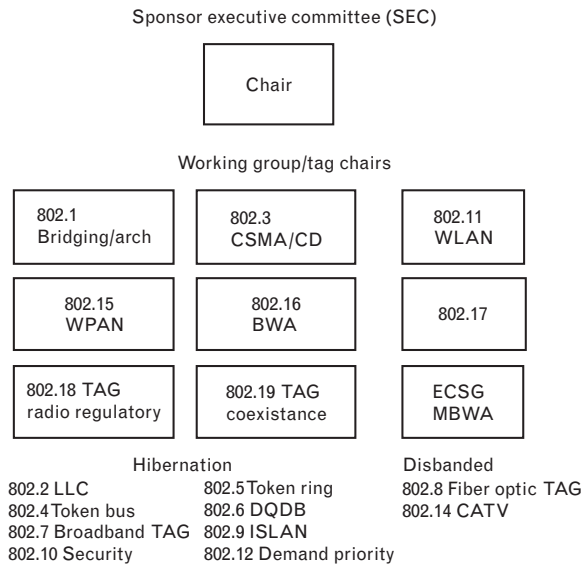 Sponsor executive committee (SEC)
Chair
Working group/tag chairs
802.1
Bridging/arch
802.3
CSMA/CD
802.11
WLAN
802.15
WPAN
802.16
BWA
802.17
802.18 TAG
radio regulatory
802.19 TAG
coexistance
ECSG
MBWA
Hibernation
802.2 LLC
802.4 Token bus
802.7 Broadband TAG
802.10 Security
802.5 Token ring
802.6 DQDB
802.9 ISLAN
802.12 Demand priority
Disbanded
802.8 Fiber optic TAG
802.14 CATV